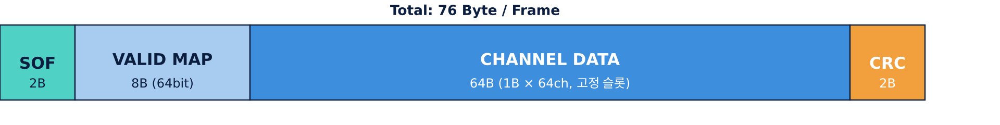 Total: 76 Byte / Frame
SOF
2B
VALID MAP
8B (64bit)
CHANNEL DATA
64B (1B × 64ch, 고정 슬롯)
CRC
2B